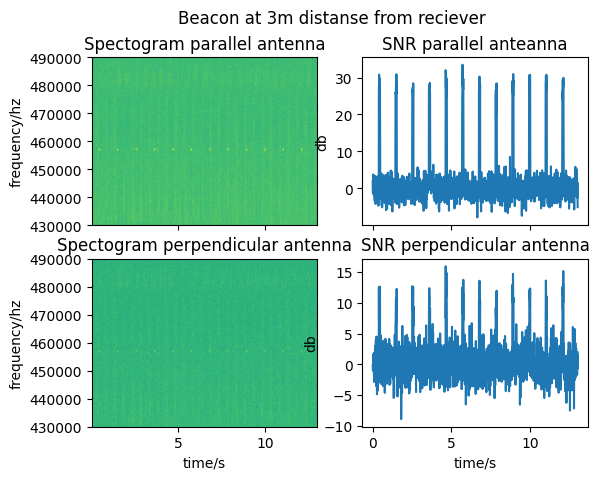 Beacon at 3m distanse from reciever
Spectogram parallel antenna
SNR parallel anteanna
490000
480000
470000
460000
450000
440000
430000
frequency/hz
30
20
10
0
db
Spectogram perpendicular antenna
SNR perpendicular antenna
490000
480000
470000
460000
450000
440000
430000
frequency/hz
15
10
5
0
−5
−10
db
5
10
0
5
10
time/s
time/s